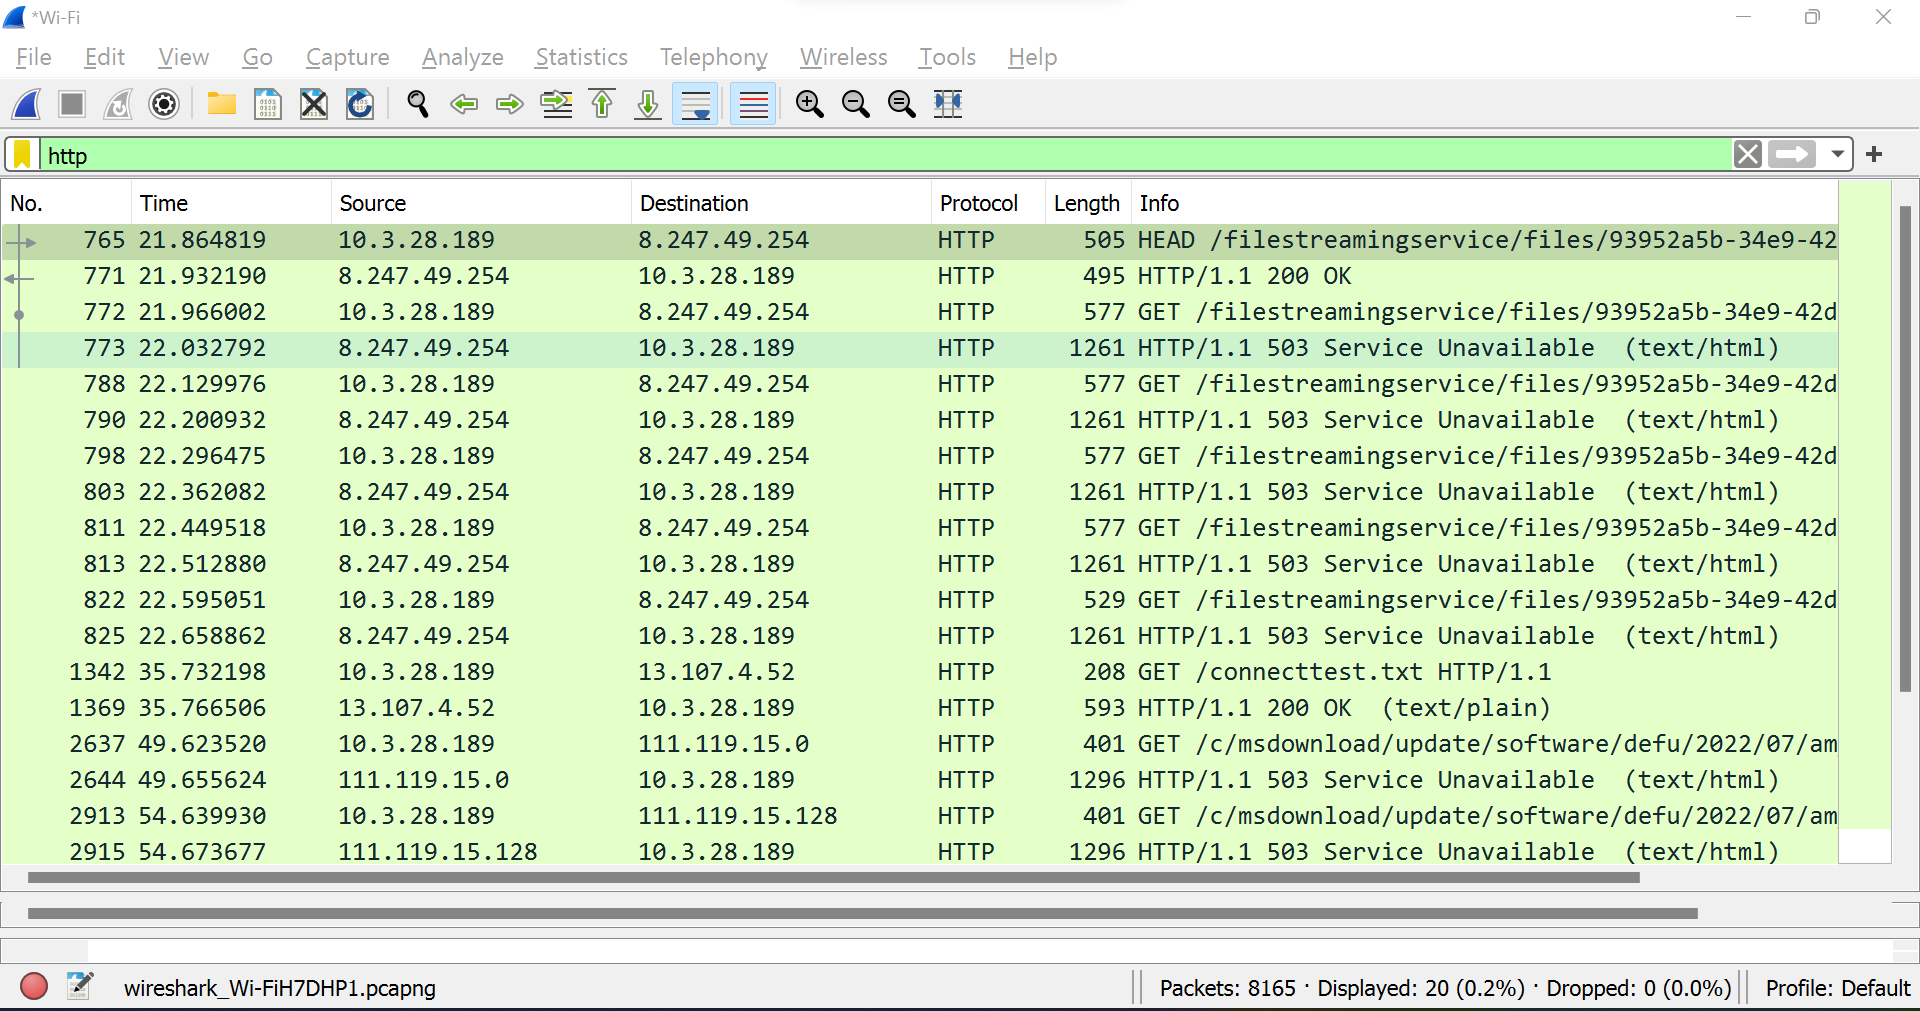 *Wi-Fi
File Edit View Go Capture Analyze Statistics Telephony Wireless Tools Help
http
No. Time Source Destination Protocol Length Info
765 21.864819 10.3.28.189 8.247.49.254 HTTP 505 HEAD /filestreamingservice/files/93952a5b-34e9-42
771 21.932190 8.247.49.254 10.3.28.189 HTTP 495 HTTP/1.1 200 OK
772 21.966002 10.3.28.189 8.247.49.254 HTTP 577 GET /filestreamingservice/files/93952a5b-34e9-42d
773 22.032792 8.247.49.254 10.3.28.189 HTTP 1261 HTTP/1.1 503 Service Unavailable (text/html)
788 22.129976 10.3.28.189 8.247.49.254 HTTP 577 GET /filestreamingservice/files/93952a5b-34e9-42d
790 22.200932 8.247.49.254 10.3.28.189 HTTP 1261 HTTP/1.1 503 Service Unavailable (text/html)
798 22.296475 10.3.28.189 8.247.49.254 HTTP 577 GET /filestreamingservice/files/93952a5b-34e9-42d
803 22.362082 8.247.49.254 10.3.28.189 HTTP 1261 HTTP/1.1 503 Service Unavailable (text/html)
811 22.449518 10.3.28.189 8.247.49.254 HTTP 577 GET /filestreamingservice/files/93952a5b-34e9-42d
813 22.512880 8.247.49.254 10.3.28.189 HTTP 1261 HTTP/1.1 503 Service Unavailable (text/html)
822 22.595051 10.3.28.189 8.247.49.254 HTTP 529 GET /filestreamingservice/files/93952a5b-34e9-42d
825 22.658862 8.247.49.254 10.3.28.189 HTTP 1261 HTTP/1.1 503 Service Unavailable (text/html)
1342 35.732198 10.3.28.189 13.107.4.52 HTTP 208 GET /connecttest.txt HTTP/1.1
1369 35.766506 13.107.4.52 10.3.28.189 HTTP 593 HTTP/1.1 200 OK (text/plain)
2637 49.623520 10.3.28.189 111.119.15.0 HTTP 401 GET /c/msdownload/update/software/defu/2022/07/am
2644 49.655624 111.119.15.0 10.3.28.189 HTTP 1296 HTTP/1.1 503 Service Unavailable (text/html)
2913 54.639930 10.3.28.189 111.119.15.128 HTTP 401 GET /c/msdownload/update/software/defu/2022/07/am
2915 54.673677 111.119.15.128 10.3.28.189 HTTP 1296 HTTP/1.1 503 Service Unavailable (text/html)
wireshark_Wi-FiH7DHP1.pcapng Packets: 8165 · Displayed: 20 (0.2%) · Dropped: 0 (0.0%) Profile: Default